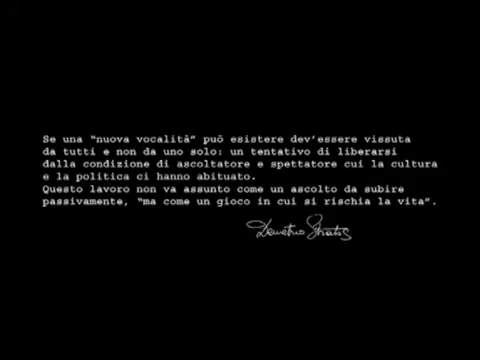 Se una “nuova vocalità” può esistere dev’essere vissuta
da tutti e non da uno solo: un tentativo di liberarsi
dalla condizione di ascoltatore e spettatore cui la cultura
e la politica ci hanno abituato.
Questo lavoro non va assunto come un ascolto da subire
passivamente, “ma come un gioco in cui si rischia la vita”.
Demetrio Stratos